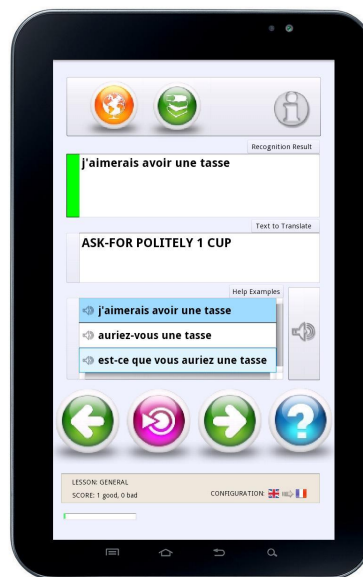 Recognition Result
j'aimerais avoir une tasse
Text to Translate
ASK-FOR POLITELY 1 CUP
Help Examples
j'aimerais avoir une tasse
auriez-vous une tasse
est-ce que vous auriez une tasse
LESSON: GENERAL
SCORE: 1 good, 0 bad
CONFIGURATION: